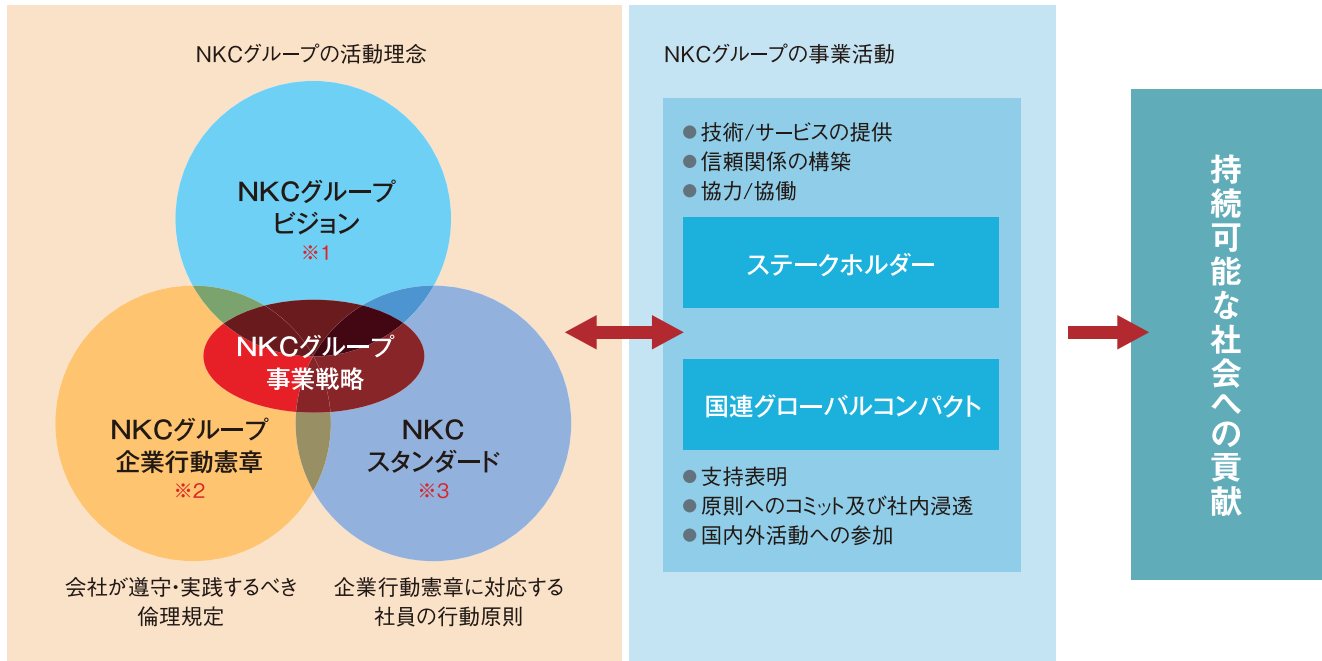 NKCグループの活動理念
NKCグループ
ビジョン
※1
NKCグループ
事業戦略
NKCグループ
企業行動憲章
※2
NKC
スタンダード
※3
会社が遵守・実践するべき
倫理規定
企業行動憲章に対応する
社員の行動原則
NKCグループの事業活動
●技術/サービスの提供
●信頼関係の構築
●協力/協働
ステークホルダー
国連グローバルコンパクト
●支持表明
●原則へのコミット及び社内浸透
●国内外活動への参加
持続可能な社会への貢献